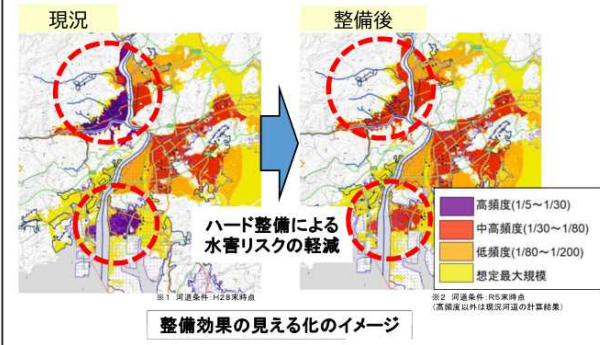 現況
整備後
ハード整備による
水害リスクの軽減
高頻度(1/5～1/30)
中高頻度(1/30～1/80)
低頻度(1/80～1/200)
想定最大規模
※1 河道条件:H28末時点
※2 河道条件:R5末時点
(高頻度以外は現況河道の計算結果)
整備効果の見える化のイメージ